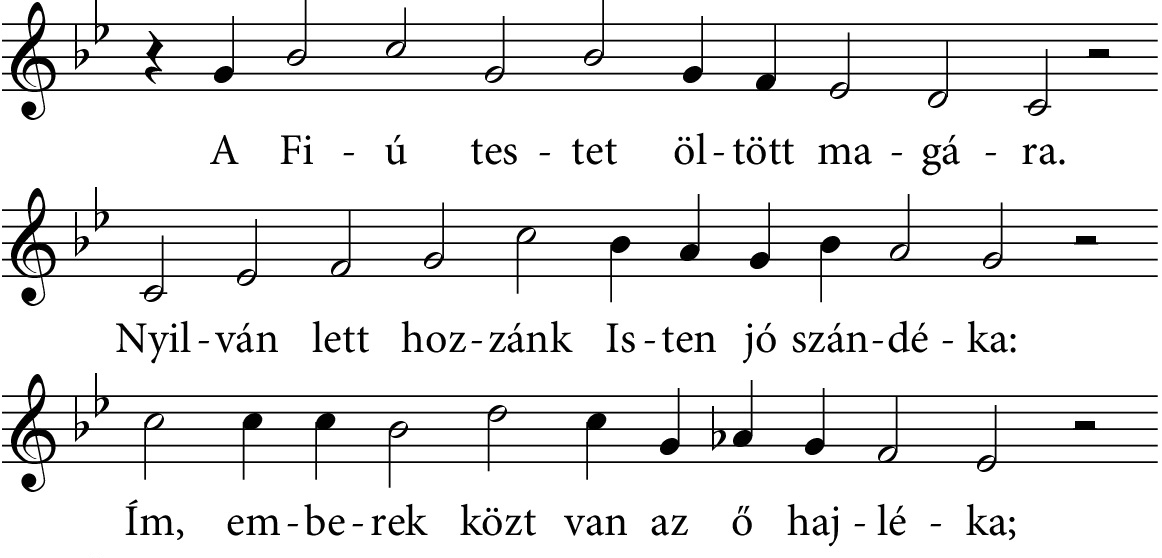 A Fi - ú tes - tet öl - tött ma - gá - ra.
Nyil - ván lett hoz - zánk Is - ten jó szán - dé - ka:
Ím, em - be - rek közt van az ő haj - lé - ka;